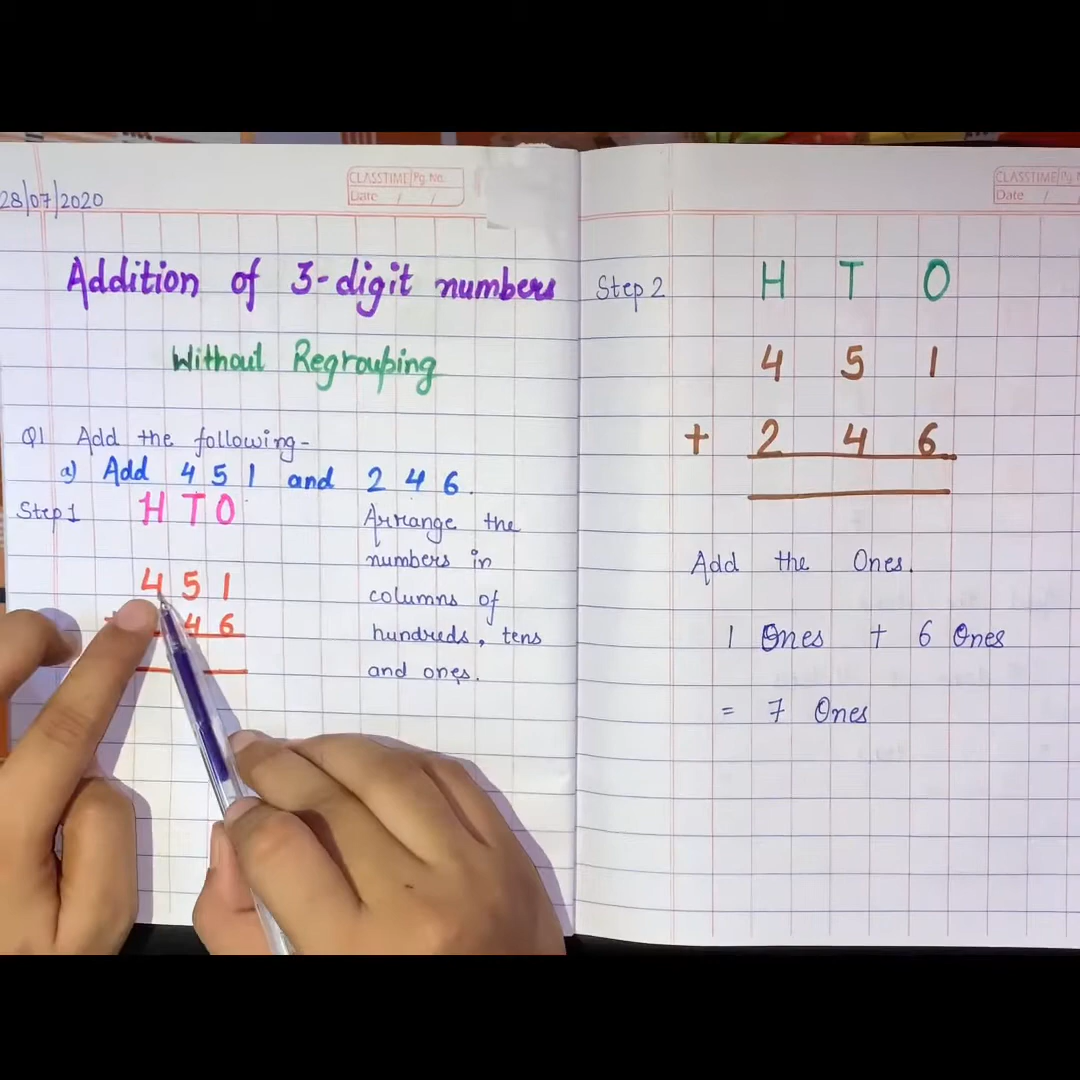 CLASSTIME Pg. No.
Date / /
28/07/2020
Addition of 3-digit numbers
Without Regrouping
Q1 Add the following-
a) Add 4 5 1 and 2 4 6.
Step 1 H T O
4 5 1
4 6
Arrange the
numbers in
columns of
hundreds, tens
and ones.
CLASSTIME Pg. N
Date /
Step 2 H T O
4 5 1
+ 2 4 6
Add the Ones.
1 Ones + 6 Ones
= 7 Ones